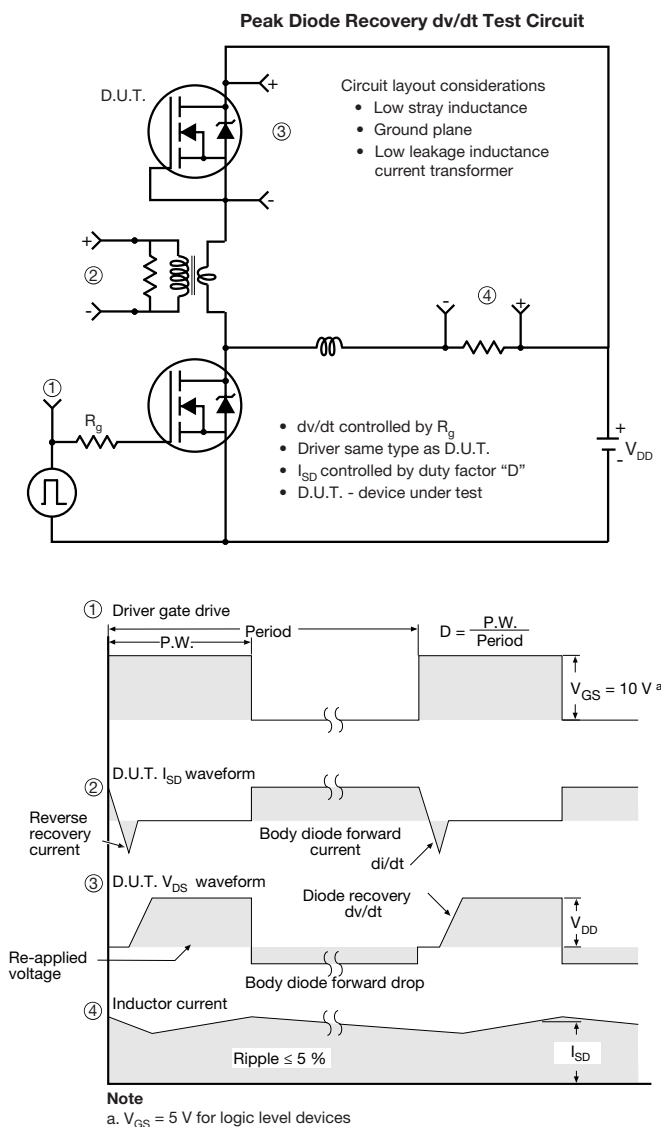 Peak Diode Recovery dv/dt Test Circuit
D.U.T.
+
③
-
Circuit layout considerations
• Low stray inductance
• Ground plane
• Low leakage inductance
current transformer
+
②
-
- ④ +
①
Rg
• dv/dt controlled by Rg
• Driver same type as D.U.T.
• ISD controlled by duty factor “D”
• D.U.T. - device under test
+
VDD
-
① Driver gate drive
Period
P.W.
D = P.W.
Period
VGS = 10 V a
② D.U.T. ISD waveform
Reverse
recovery
current
Body diode forward
current
di/dt
③ D.U.T. VDS waveform
Diode recovery
dv/dt
VDD
Re-applied
voltage
Body diode forward drop
④ Inductor current
Ripple ≤ 5 %
ISD
Note
a. VGS = 5 V for logic level devices